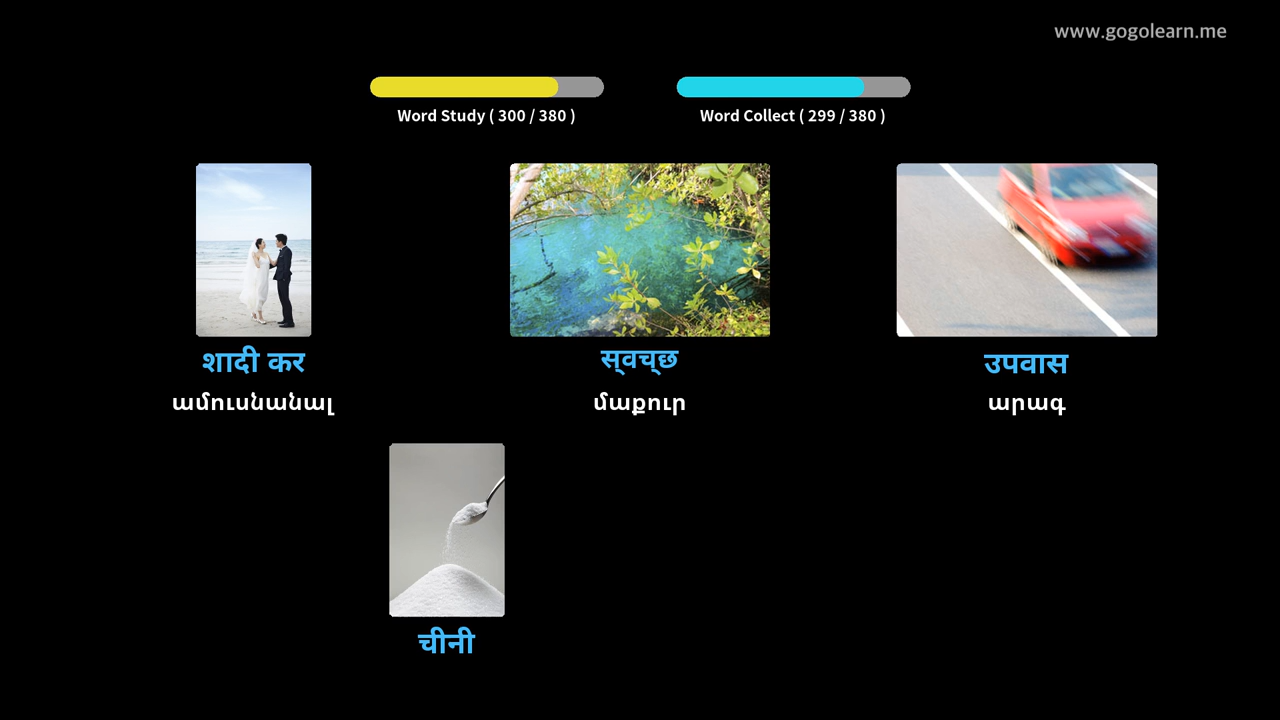 www.gogolearn.me
Word Study ( 300 / 380 )
Word Collect ( 299 / 380 )
शादी कर
ամուսնանալ
स्वच्छ
մաքուր
उपवास
արագ
चीनी